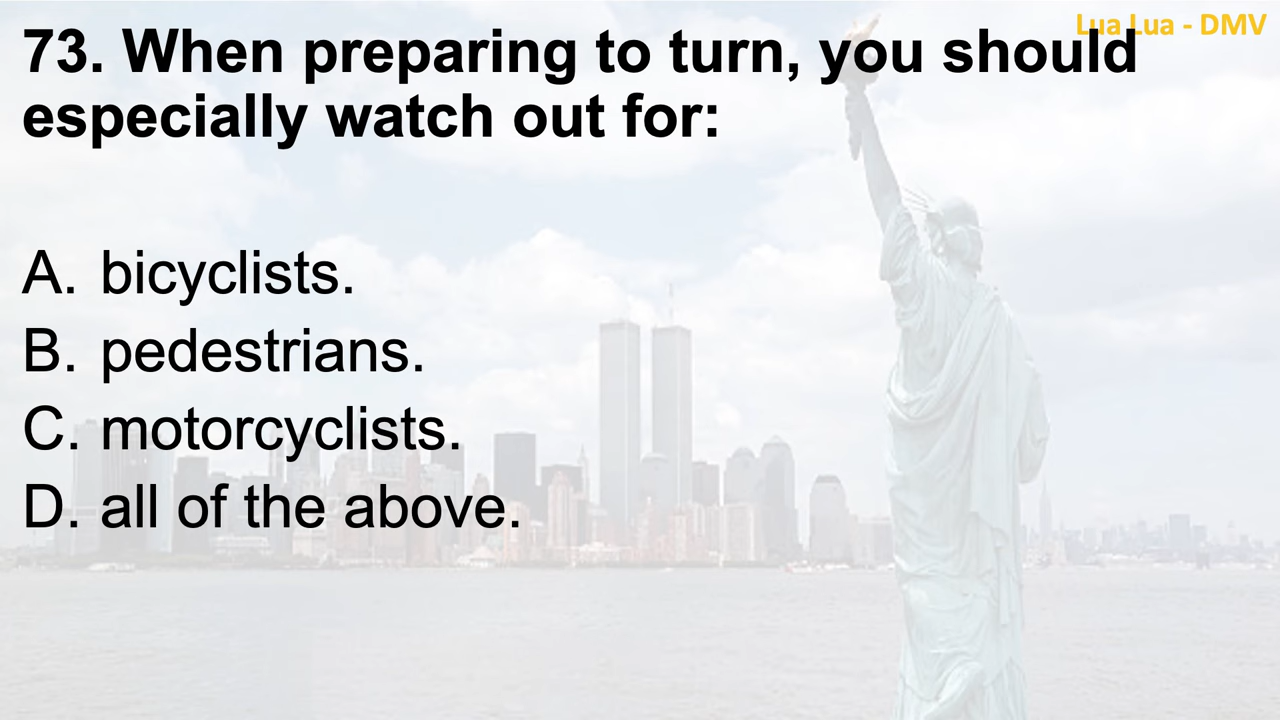 Lua Lua - DMV
73. When preparing to turn, you should
especially watch out for:
A. bicyclists.
B. pedestrians.
C. motorcyclists.
D. all of the above.